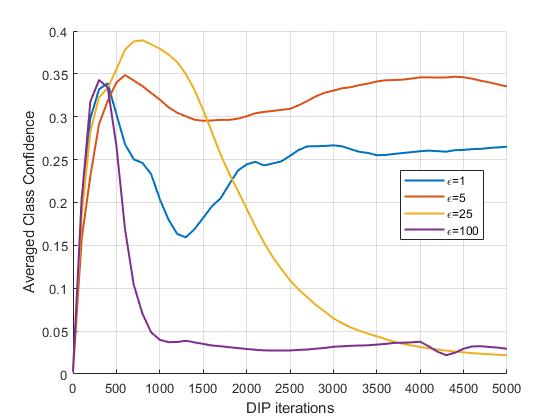 0.4
0.35
0.3
0.25
0.2
0.15
0.1
0.05
0
Averaged Class Confidence
ϵ=1
ϵ=5
ϵ=25
ϵ=100
0 500 1000 1500 2000 2500 3000 3500 4000 4500 5000
DIP iterations